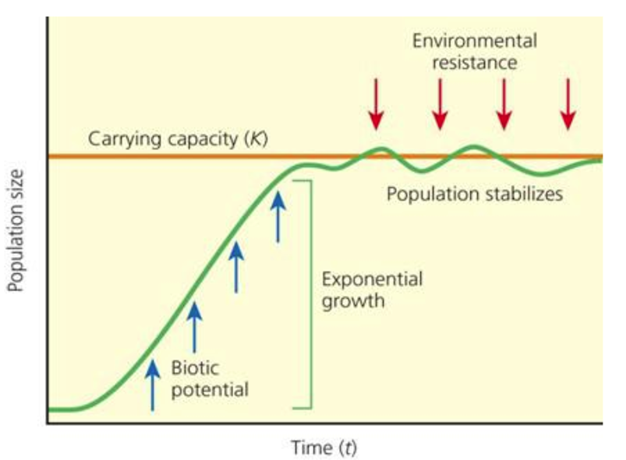 Environmental
resistance
Carrying capacity (K)
Population stabilizes
Population size
Exponential
growth
Biotic
potential
Time (t)